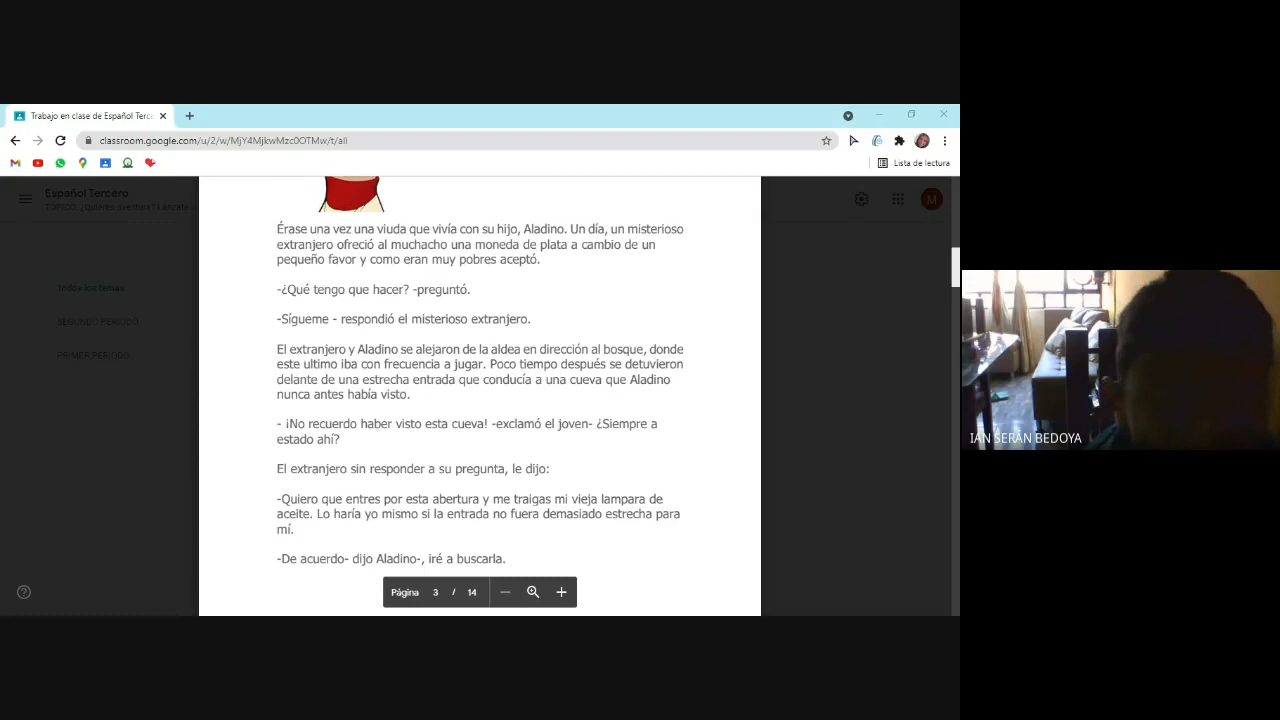 Trabajo en clase de Español Terce
classroom.google.com/u/2/w/MjY4MjkwMzc0OTMw/t/all
Lista de lectura
Español Tercero
M
Todos los temas
SEGUNDO PERIODO
PRIMER PERIODO
Érase una vez una viuda que vivía con su hijo, Aladino. Un día, un misterioso
extranjero ofreció al muchacho una moneda de plata a cambio de un
pequeño favor y como eran muy pobres aceptó.
-¿Qué tengo que hacer? -preguntó.
-Sígueme - respondió el misterioso extranjero.
El extranjero y Aladino se alejaron de la aldea en dirección al bosque, donde
este ultimo iba con frecuencia a jugar. Poco tiempo después se detuvieron
delante de una estrecha entrada que conducía a una cueva que Aladino
nunca antes había visto.
- ¡No recuerdo haber visto esta cueva! -exclamó el joven- ¿Siempre a
estado ahí?
El extranjero sin responder a su pregunta, le dijo:
-Quiero que entres por esta abertura y me traigas mi vieja lampara de
aceite. Lo haría yo mismo si la entrada no fuera demasiado estrecha para
mí.
-De acuerdo- dijo Aladino-, iré a buscarla.
Página 3 / 14
IAN SERÁN BEDOYA